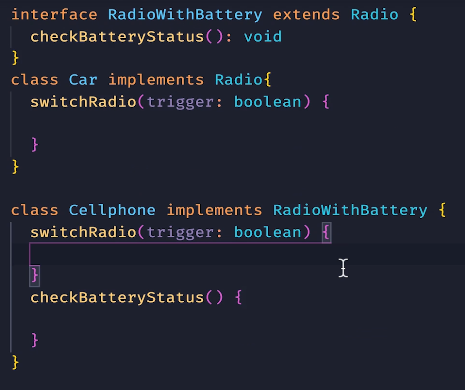 interface RadioWithBattery extends Radio {
  checkBatteryStatus(): void
}
class Car implements Radio{
  switchRadio(trigger: boolean) {

  }
}

class Cellphone implements RadioWithBattery {
  switchRadio(trigger: boolean) {

  }
  checkBatteryStatus() {

  }
}